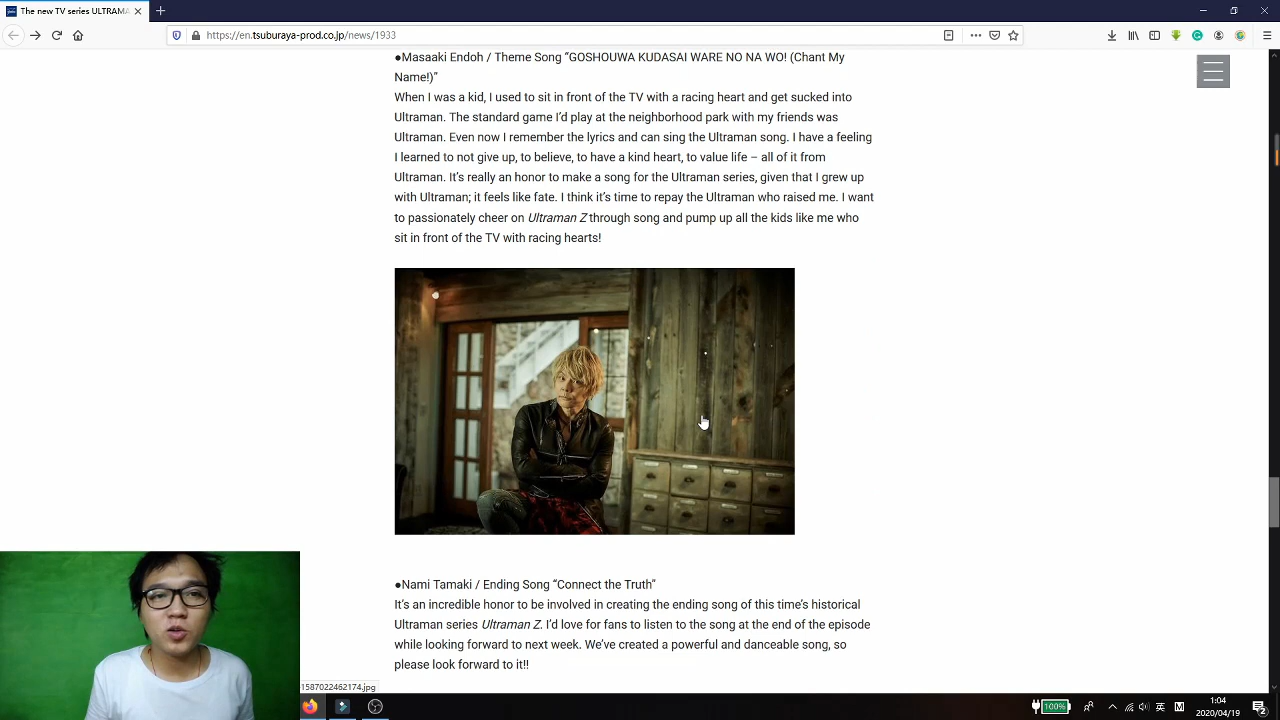 The new TV series ULTRAMA
https://en.tsuburaya-prod.co.jp/news/1933
●Masaaki Endoh / Theme Song “GOSHOUWA KUDASAI WARE NO NA WO! (Chant My
Name!)”
When I was a kid, I used to sit in front of the TV with a racing heart and get sucked into
Ultraman. The standard game I’d play at the neighborhood park with my friends was
Ultraman. Even now I remember the lyrics and can sing the Ultraman song. I have a feeling
I learned to not give up, to believe, to have a kind heart, to value life – all of it from
Ultraman. It’s really an honor to make a song for the Ultraman series, given that I grew up
with Ultraman; it feels like fate. I think it’s time to repay the Ultraman who raised me. I want
to passionately cheer on Ultraman Z through song and pump up all the kids like me who
sit in front of the TV with racing hearts!
●Nami Tamaki / Ending Song “Connect the Truth”
It’s an incredible honor to be involved in creating the ending song of this time’s historical
Ultraman series Ultraman Z. I’d love for fans to listen to the song at the end of the episode
while looking forward to next week. We’ve created a powerful and danceable song, so
please look forward to it!!
1587022462174.jpg
100%
英
M
1:04
2020/04/19
2